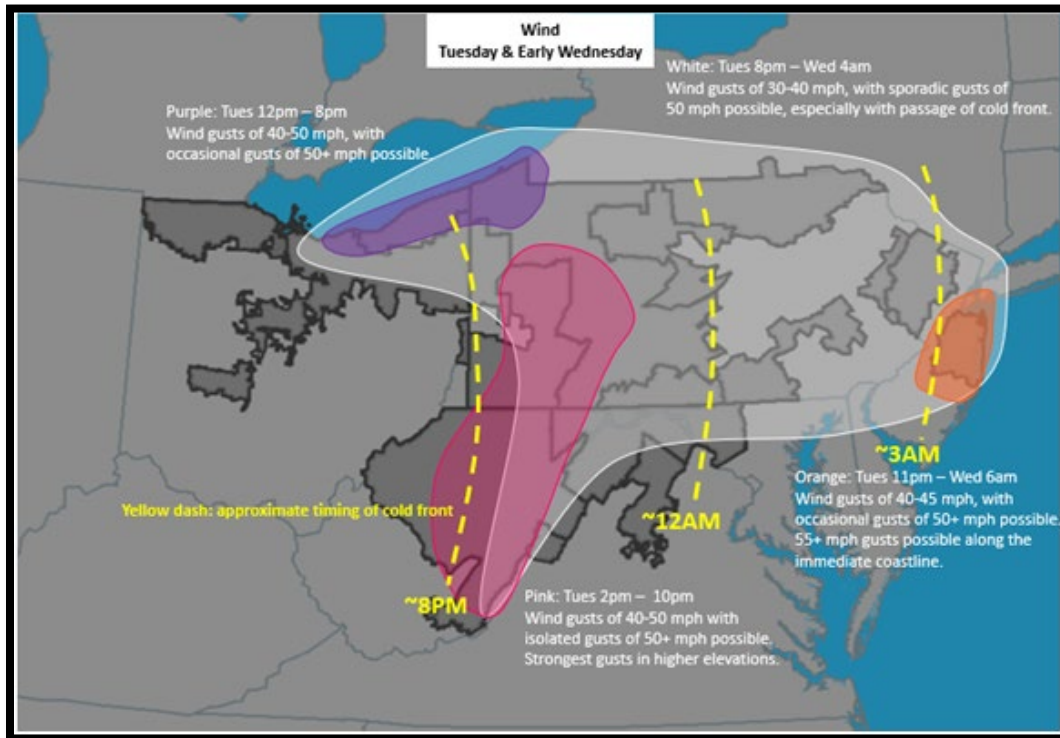 Wind
Tuesday & Early Wednesday
White: Tues 8pm – Wed 4am
Wind gusts of 30-40 mph, with sporadic gusts of
50 mph possible, especially with passage of cold front.
Purple: Tues 12pm – 8pm
Wind gusts of 40-50 mph, with
occasional gusts of 50+ mph possible.
~3AM
Orange: Tues 11pm – Wed 6am
Wind gusts of 40-45 mph, with
occasional gusts of 50+ mph possible.
55+ mph gusts possible along the
immediate coastline.
Yellow dash: approximate timing of cold front
~12AM
~8PM
Pink: Tues 2pm – 10pm
Wind gusts of 40-50 mph with
isolated gusts of 50+ mph possible.
Strongest gusts in higher elevations.